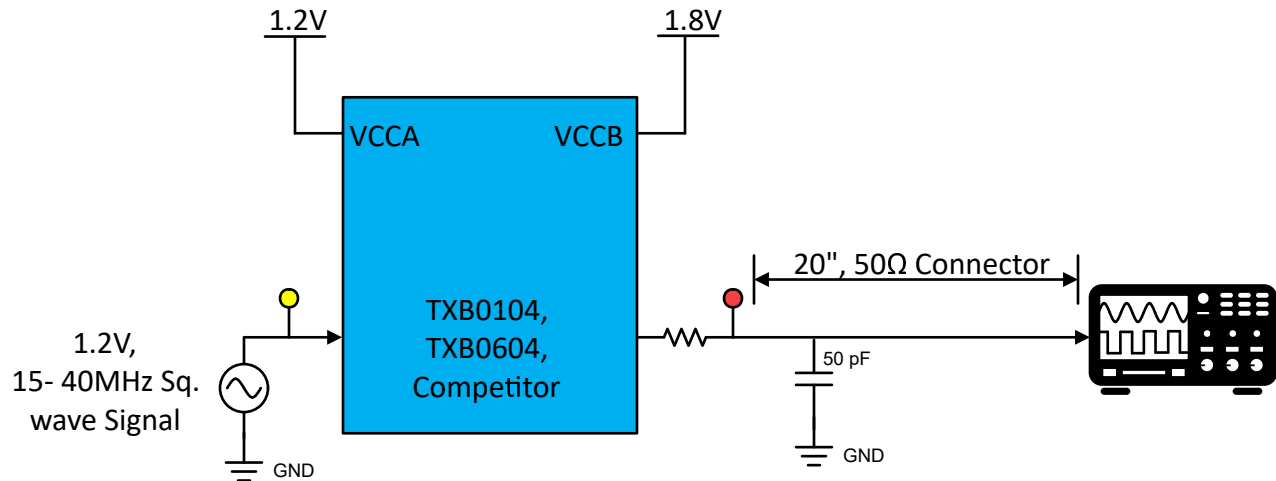 1.2V
1.8V
VCCA
VCCB
20", 50Ω Connector
TXB0104,
TXB0604,
Competitor
1.2V,
15- 40MHz Sq.
wave Signal
50 pF
GND
GND